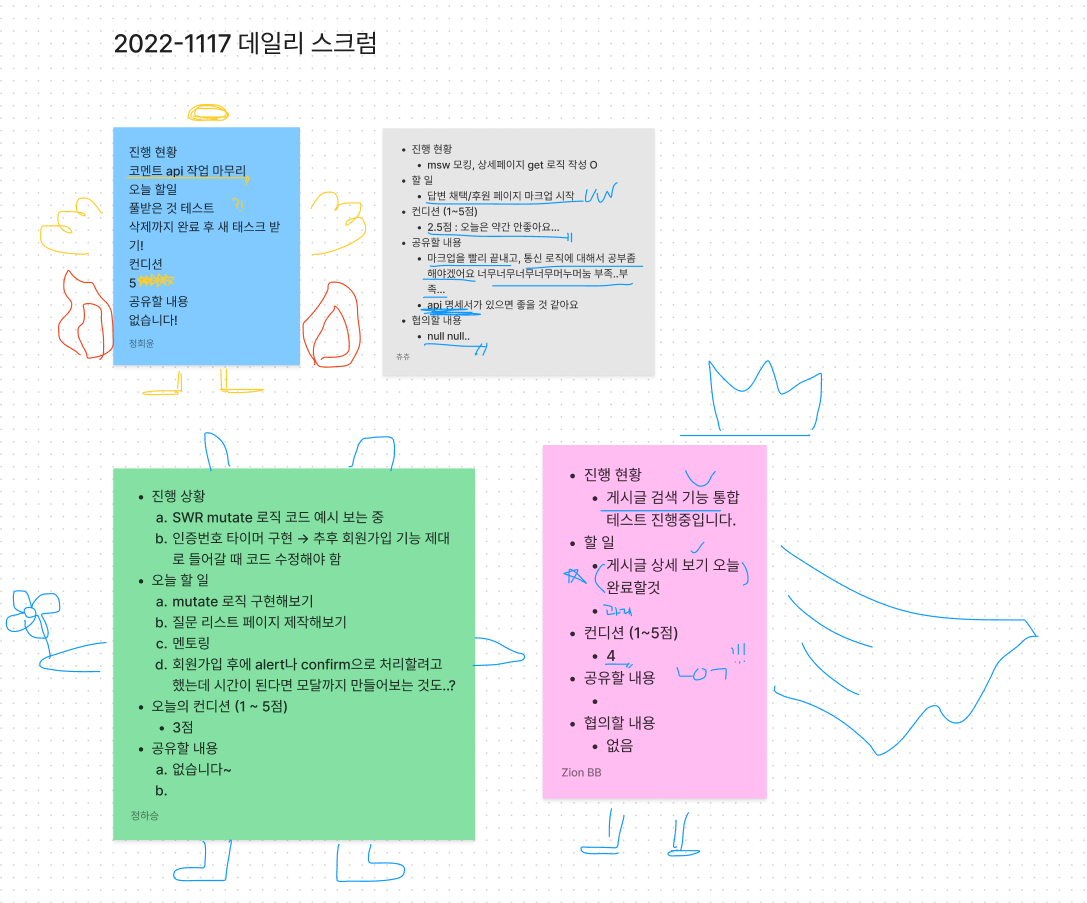 2022-1117 데일리 스크럼
진행 현황
코멘트 api 작업 마무리
오늘 할일
풀받은 것 테스트
?!
삭제까지 완료 후 새 태스크 받
기!
컨디션
5
공유할 내용
없습니다!
정희윤
• 진행 현황
• msw 모킹, 상세페이지 get 로직 작성 O
• 할 일
• 답변 채택/후원 페이지 마크업 시작
• 컨디션 (1~5점)
• 2.5점 : 오늘은 약간 안좋아요...
• 공유할 내용
• 마크업을 빨리 끝내고, 통신 로직에 대해서 공부좀
해야겠어요 너무너무너무너무머누머눔 부족..부
족...
• api 명세서가 있으면 좋을 것 같아요
• 협의할 내용
• null null..
츄츄
• 진행 상황
a. SWR mutate 로직 코드 예시 보는 중
b. 인증번호 타이머 구현 → 추후 회원가입 기능 제대
로 들어갈 때 코드 수정해야 함
• 오늘 할 일
a. mutate 로직 구현해보기
b. 질문 리스트 페이지 제작해보기
c. 멘토링
d. 회원가입 후에 alert나 confirm으로 처리할려고
했는데 시간이 된다면 모달까지 만들어보는 것도..?
• 오늘의 컨디션 (1 ~ 5점)
• 3점
• 공유할 내용
a. 없습니다~
b.
정하승
• 진행 현황
• 게시글 검색 기능 통합
테스트 진행중입니다.
• 할 일
• 게시글 상세 보기 오늘
완료할것
•
• 컨디션 (1~5점)
• 4
!!!
• 공유할 내용
ㄴㅇㄱ
•
• 협의할 내용
• 없음
Zion BB